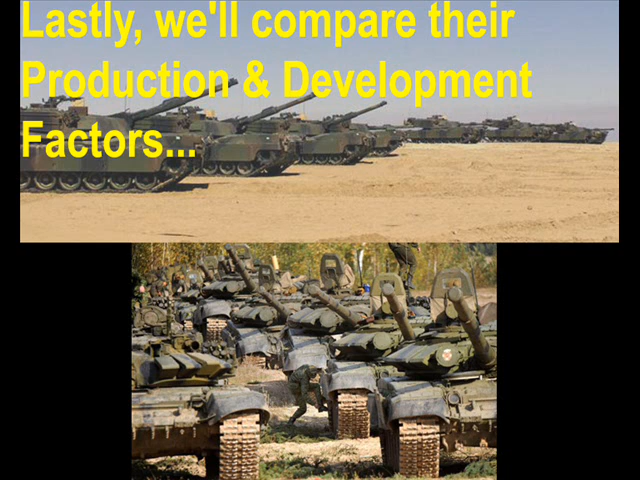 Lastly, we'll compare their
Production & Development
Factors...